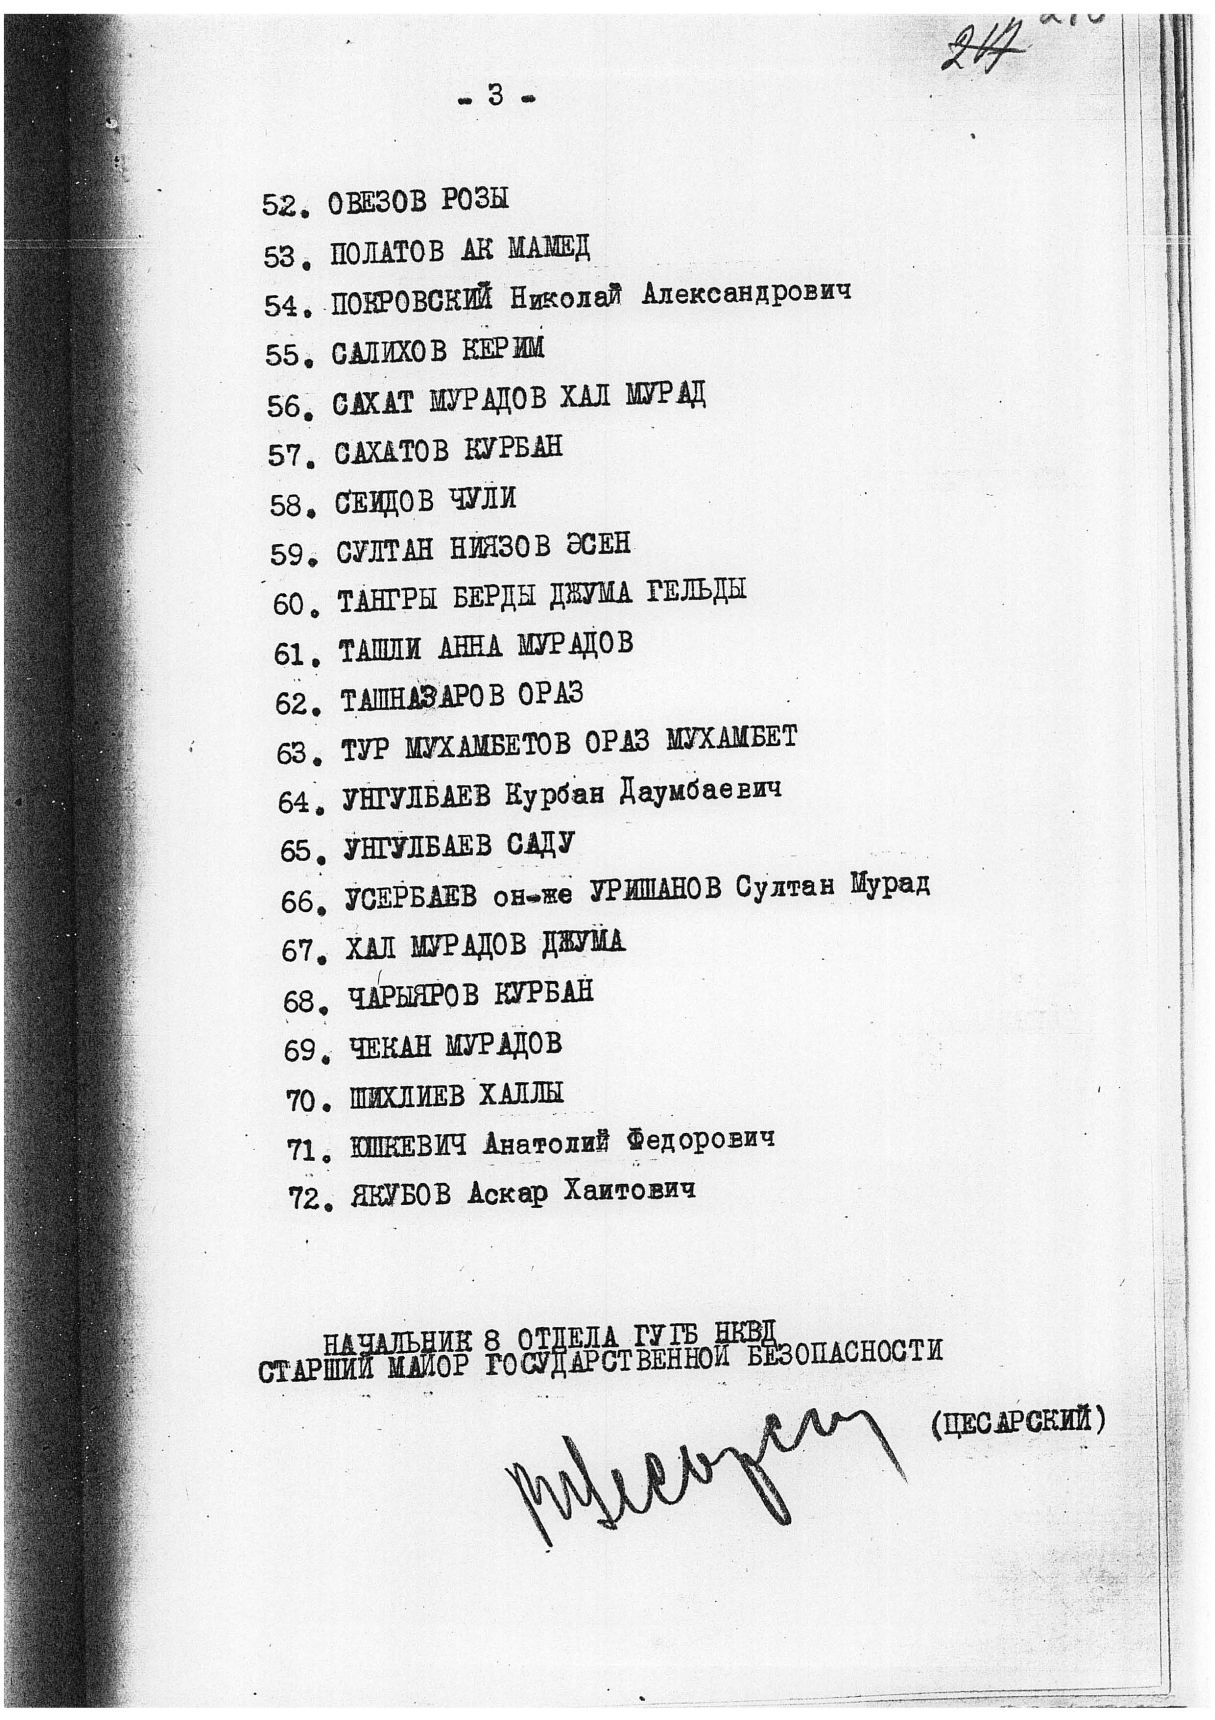 217
- 3 -
52. ОВЕЗОВ РОЗЫ
53. ПОЛАТОВ АК МАМЕД
54. ПОКРОВСКИЙ Николай Александрович
55. САЛИХОВ КЕРИМ
56. САХАТ МУРАДОВ ХАЛ МУРАД
57. САХАТОВ КУРБАН
58. СЕИДОВ ЧУЛИ
59. СУЛТАН НИЯЗОВ ЭСЕН
60. ТАНГРЫ БЕРДЫ ДЖУМА ГЕЛЬДЫ
61. ТАШЛИ АННА МУРАДОВ
62. ТАШНАЗАРОВ ОРАЗ
63. ТУР МУХАМБЕТОВ ОРАЗ МУХАМБЕТ
64. УНГУЛБАЕВ Курбан Даумбаевич
65. УНГУЛБАЕВ САДУ
66. УСЕРБАЕВ он-же УРИШАНОВ Султан Мурад
67. ХАЛ МУРАДОВ ДЖУМА
68. ЧАРЫЯРОВ КУРБАН
69. ЧЕКАН МУРАДОВ
70. ШИХЛИЕВ ХАЛЛЫ
71. ЮШКЕВИЧ Анатолий Федорович
72. ЯКУБОВ Аскар Хаитович
НАЧАЛЬНИК 8 ОТДЕЛА ГУГБ НКВД
СТАРШИЙ МАЙОР ГОСУДАРСТВЕННОЙ БЕЗОПАСНОСТИ
(ЦЕСАРСКИЙ)